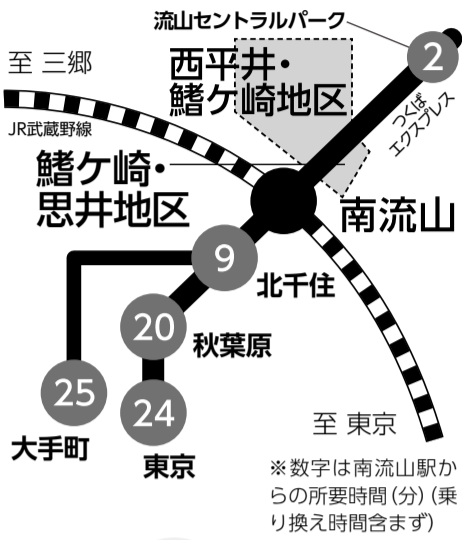 流山セントラルパーク
2
至 三郷
西平井・
鰭ケ崎地区
つくば
エクスプレス
JR武蔵野線
鰭ケ崎・
思井地区
南流山
9
北千住
20
秋葉原
25
24
大手町
東京
至 東京
※数字は南流山駅か
らの所要時間(分)(乗
り換え時間含まず)